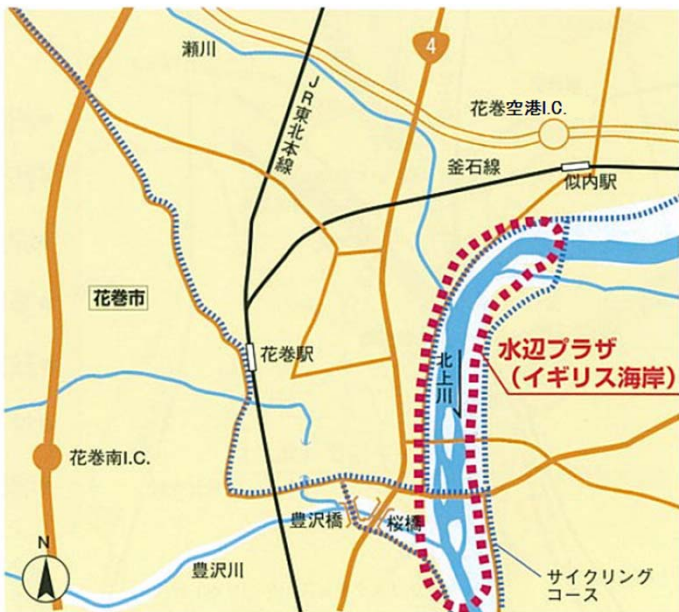 瀬川
4
JR東北本線
花巻空港I.C.
釜石線
似内駅
花巻市
花巻駅
北上川
水辺プラザ
(イギリス海岸)
花巻南I.C.
豊沢橋
桜橋
豊沢川
N
サイクリング
コース